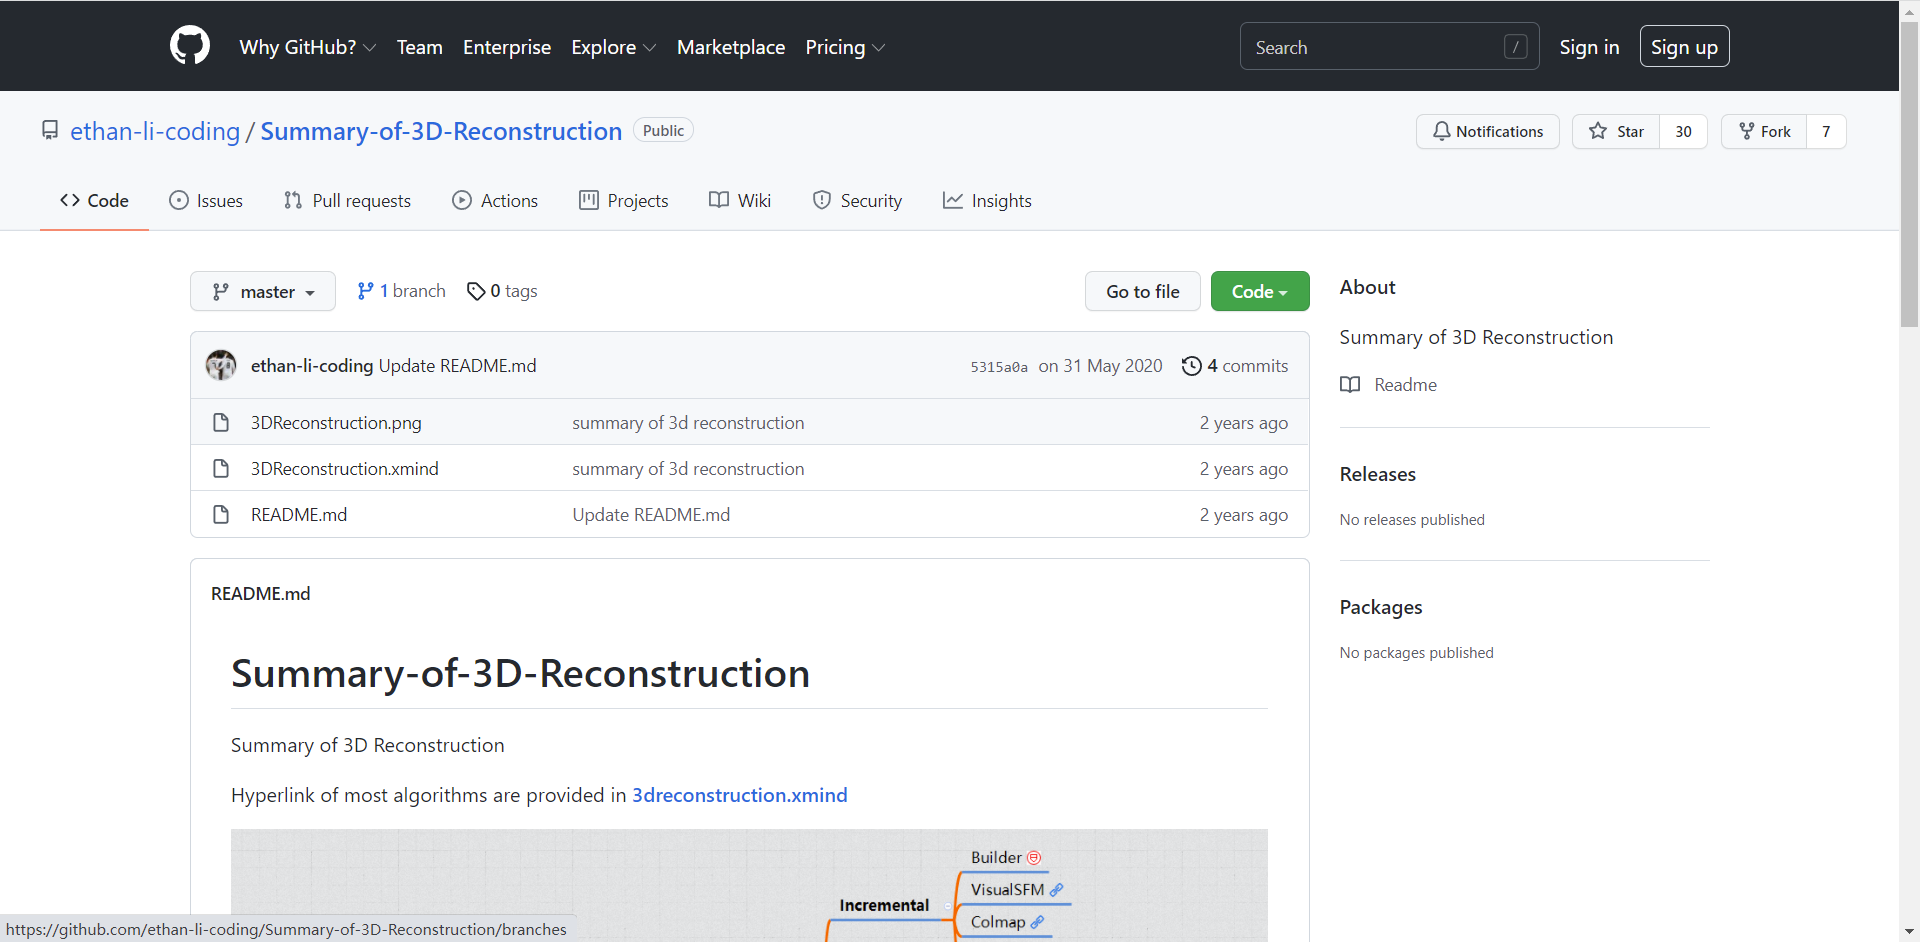 Why GitHub? Team Enterprise Explore Marketplace Pricing Search / Sign in Sign up
ethan-li-coding / Summary-of-3D-Reconstruction Public Notifications Star 30 Fork 7
Code Issues Pull requests Actions Projects Wiki Security Insights
master 1 branch 0 tags Go to file Code
About
Summary of 3D Reconstruction
Readme
Releases
No releases published
Packages
No packages published
ethan-li-coding Update README.md 5315a0a on 31 May 2020 4 commits
3DReconstruction.png summary of 3d reconstruction 2 years ago
3DReconstruction.xmind summary of 3d reconstruction 2 years ago
README.md Update README.md 2 years ago
README.md
Summary-of-3D-Reconstruction
Summary of 3D Reconstruction
Hyperlink of most algorithms are provided in 3dreconstruction.xmind
Builder
VisualSFM
Incremental
Colmap
https://github.com/ethan-li-coding/Summary-of-3D-Reconstruction/branches